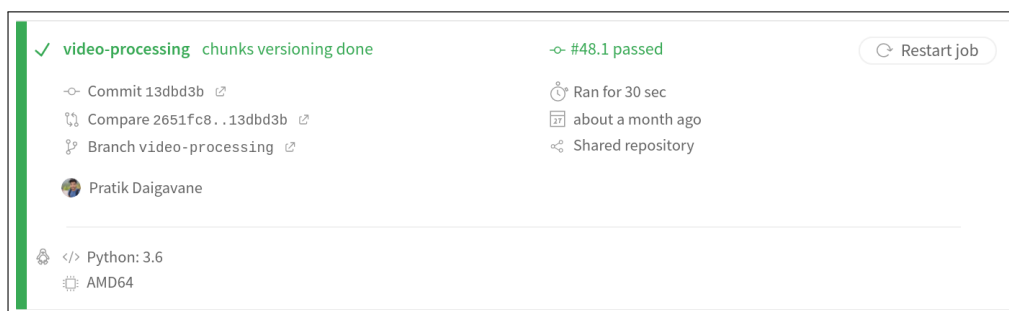 video-processing chunks versioning done
#48.1 passed
Restart job
Commit 13dbd3b
Compare 2651fc8..13dbd3b
Branch video-processing
Ran for 30 sec
27
about a month ago
Shared repository
Pratik Daigavane
</> Python: 3.6
AMD64